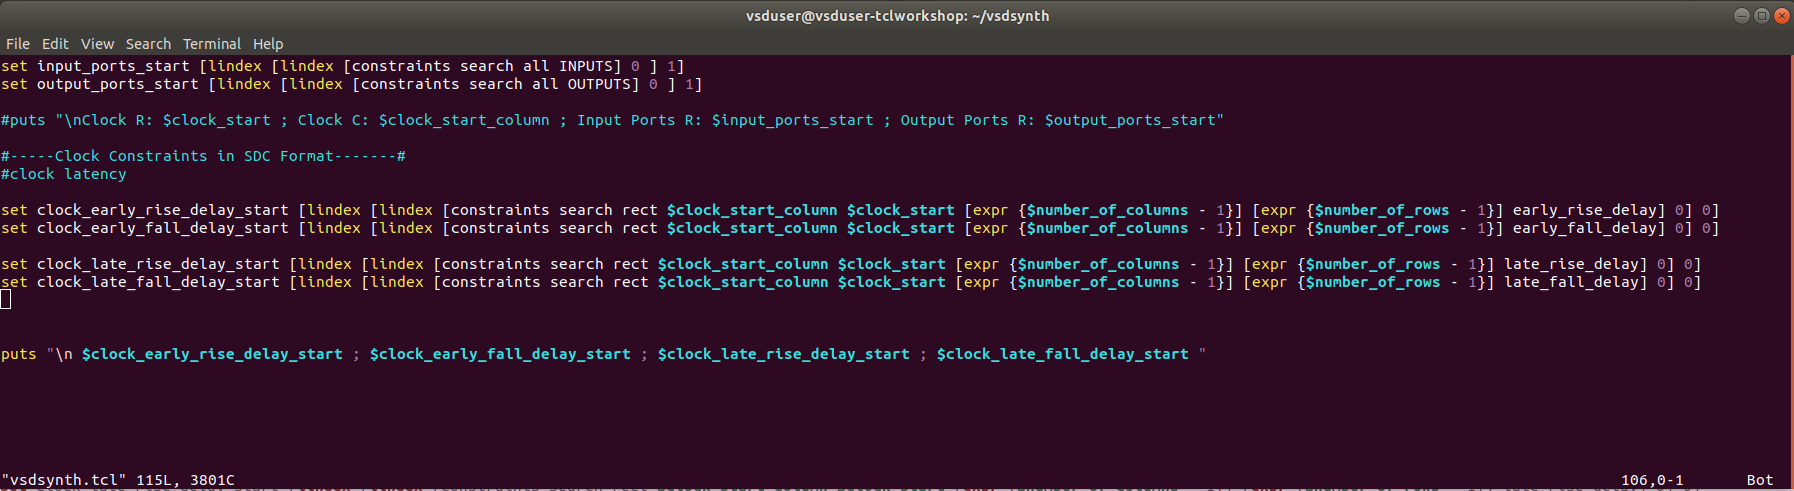 vsduser@vsduser-tclworkshop: ~/vsdsynth
File Edit View Search Terminal Help
set input_ports_start [lindex [lindex [constraints search all INPUTS] 0 ] 1]
set output_ports_start [lindex [lindex [constraints search all OUTPUTS] 0 ] 1]
#puts "\nClock R: $clock_start ; Clock C: $clock_start_column ; Input Ports R: $input_ports_start ; Output Ports R: $output_ports_start"
#-----Clock Constraints in SDC Format-------#
#clock latency
set clock_early_rise_delay_start [lindex [lindex [constraints search rect $clock_start_column $clock_start [expr {$number_of_columns - 1}] [expr {$number_of_rows - 1}] early_rise_delay] 0] 0]
set clock_early_fall_delay_start [lindex [lindex [constraints search rect $clock_start_column $clock_start [expr {$number_of_columns - 1}] [expr {$number_of_rows - 1}] early_fall_delay] 0] 0]
set clock_late_rise_delay_start [lindex [lindex [constraints search rect $clock_start_column $clock_start [expr {$number_of_columns - 1}] [expr {$number_of_rows - 1}] late_rise_delay] 0] 0]
set clock_late_fall_delay_start [lindex [lindex [constraints search rect $clock_start_column $clock_start [expr {$number_of_columns - 1}] [expr {$number_of_rows - 1}] late_fall_delay] 0] 0]
puts "\n $clock_early_rise_delay_start ; $clock_early_fall_delay_start ; $clock_late_rise_delay_start ; $clock_late_fall_delay_start "
"vsdsynth.tcl" 115L, 3801C 106,0-1 Bot